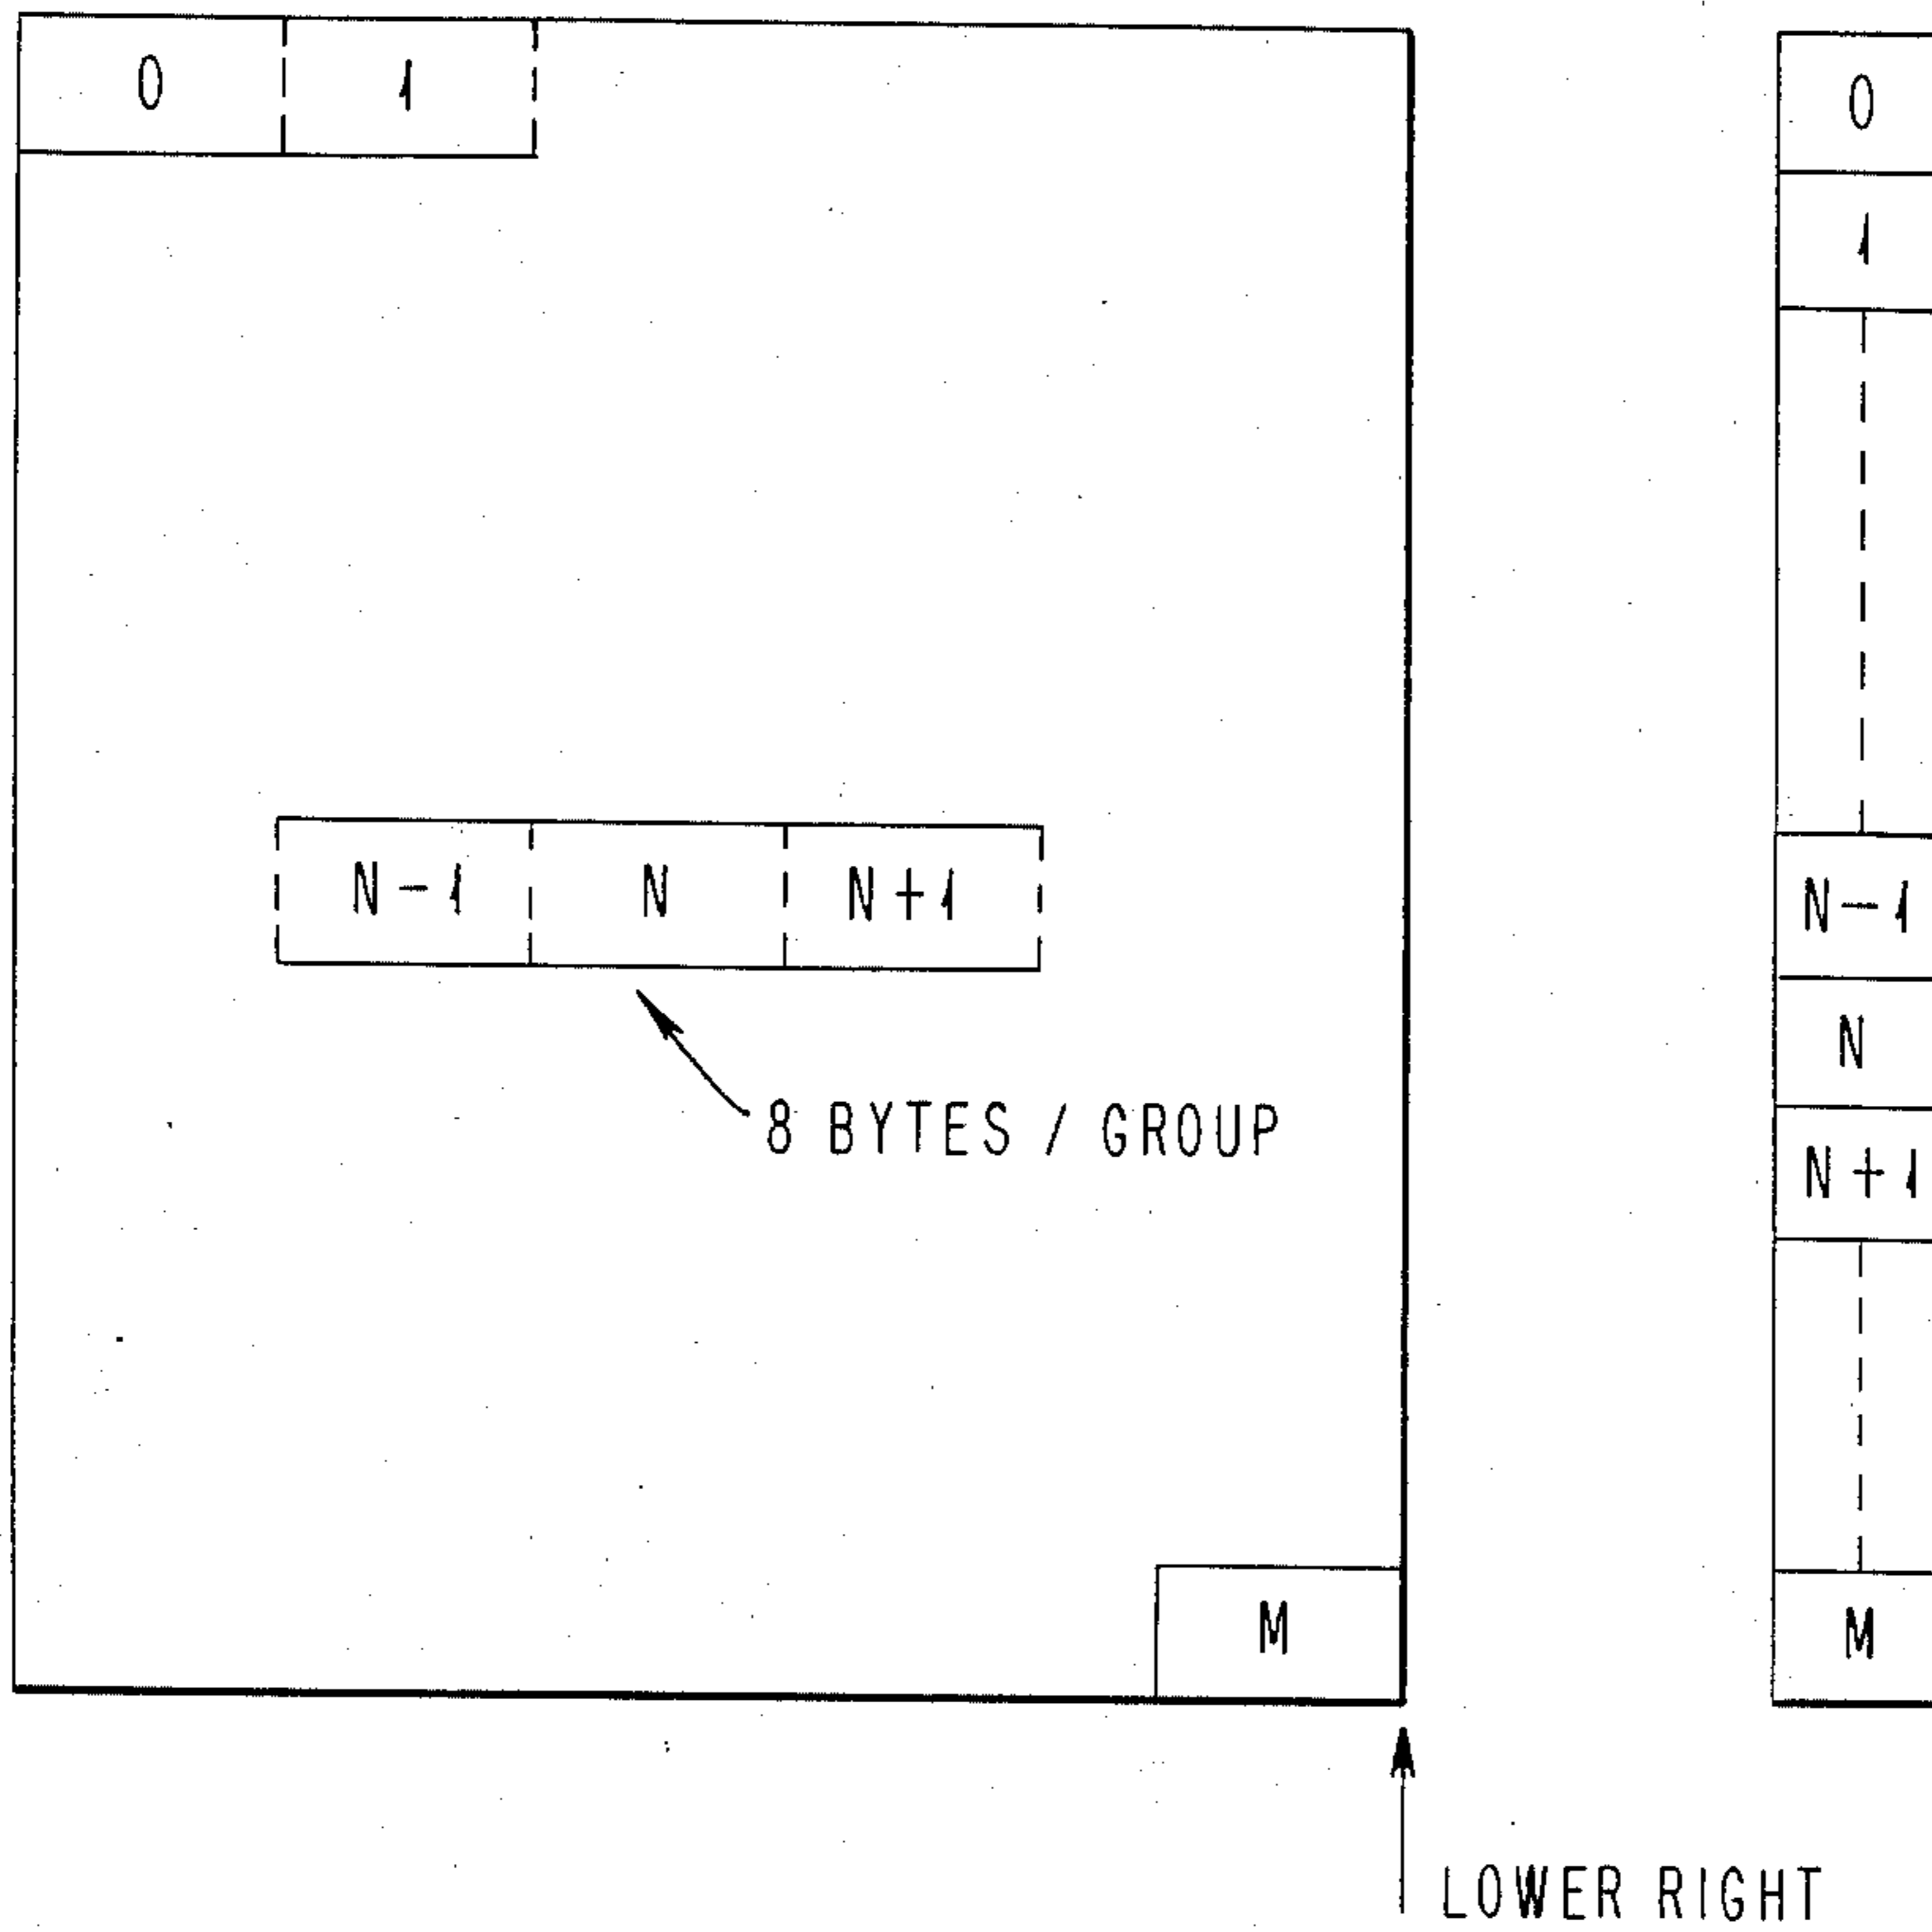 0 1
N-1 N N+1
8 BYTES / GROUP
M
LOWER RIGHT
0
1
N-1
N
N+1
M